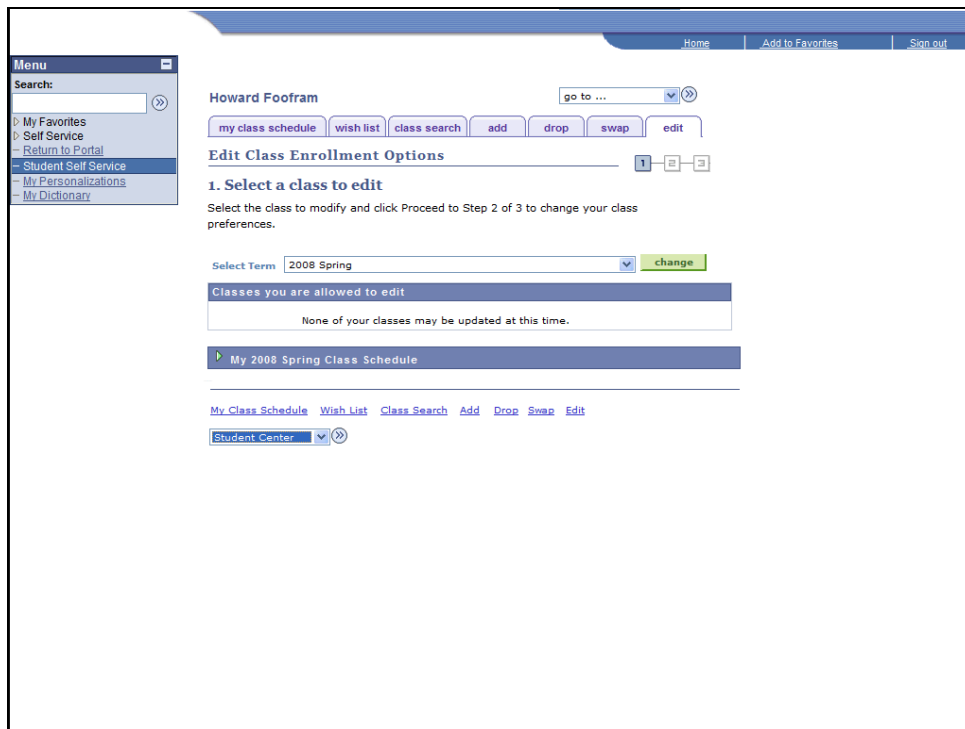 Home Add to Favorites Sign out
Menu
Search:
My Favorites
Self Service
Return to Portal
Student Self Service
My Personalizations
My Dictionary
Howard Foofram
go to ...
my class schedule wish list class search add drop swap edit
Edit Class Enrollment Options
1 2 3
1. Select a class to edit
Select the class to modify and click Proceed to Step 2 of 3 to change your class
preferences.
Select Term 2008 Spring change
Classes you are allowed to edit
None of your classes may be updated at this time.
My 2008 Spring Class Schedule
My Class Schedule Wish List Class Search Add Drop Swap Edit
Student Center